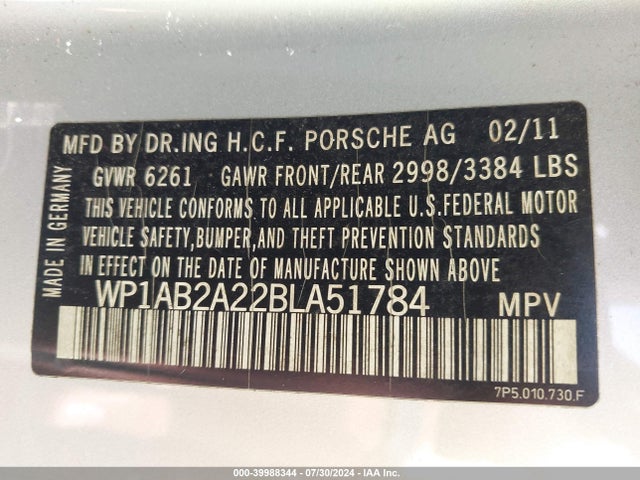 MFD BY DR.ING H.C.F. PORSCHE AG 02/11
GVWR 6261 GAWR FRONT/REAR 2998/3384 LBS
THIS VEHICLE CONFORMS TO ALL APPLICABLE U.S.FEDERAL MOTOR
VEHICLE SAFETY,BUMPER,AND THEFT PREVENTION STANDARDS
IN EFFECT ON THE DATE OF MANUFACTURE SHOWN ABOVE.
WP1AB2A22BLA51784 MPV
7P5.010.730.F
MADE IN GERMANY
000-39988344 / 07/30/2024 - IAA Inc.